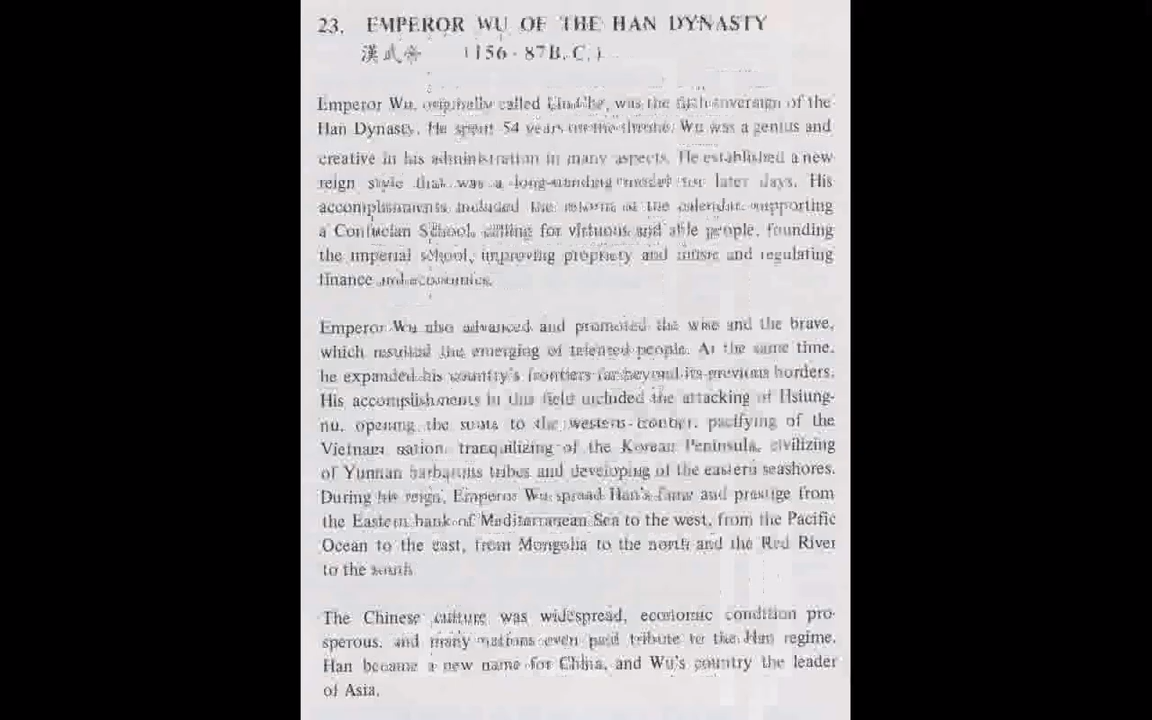 23. EMPEROR WU OF THE HAN DYNASTY
漢武帝 (156 - 87B.C.)
Emperor Wu, originally called was the sovereign of the
Han Dysnasty. He spent 54 years on the throne. Wu was a genius and
creative in his administration in many aspects. He established a new
reign style that was a long-standing model for later days. His
accomplishments included the reform of the calendar, supporting
a Confucian School, calling for virtuous and able people, founding
the imperial school, improving propriety and music and regulating
finance and economics.
Emperor Wu also advanced and promoted the wise and the brave,
which resulted the emerging of talented people. At the same time,
he expanded his country's frontiers far beyond its previous borders.
His accomplishments in this field included the attacking of Hsiung-
nu, opening the to the western frontier, pacifying of the
Vietnam nation, tranquilizing of the Korean Peninsula, civilizing
of Yunnan barbarous tribes and developing of the eastern seashores.
During his reign, Emperor Wu spread Han's fame and prestige from
the Eastern bank of Mediterranean Sea to the west, from the Pacific
Ocean to the east, from Mongolia to the north and the Red River
to the south.
The Chinese culture was widespread, economic condition pro-
sperous, and many nations even paid tribute to the Han regime.
Han became a new name for China, and Wu's country the leader
of Asia.